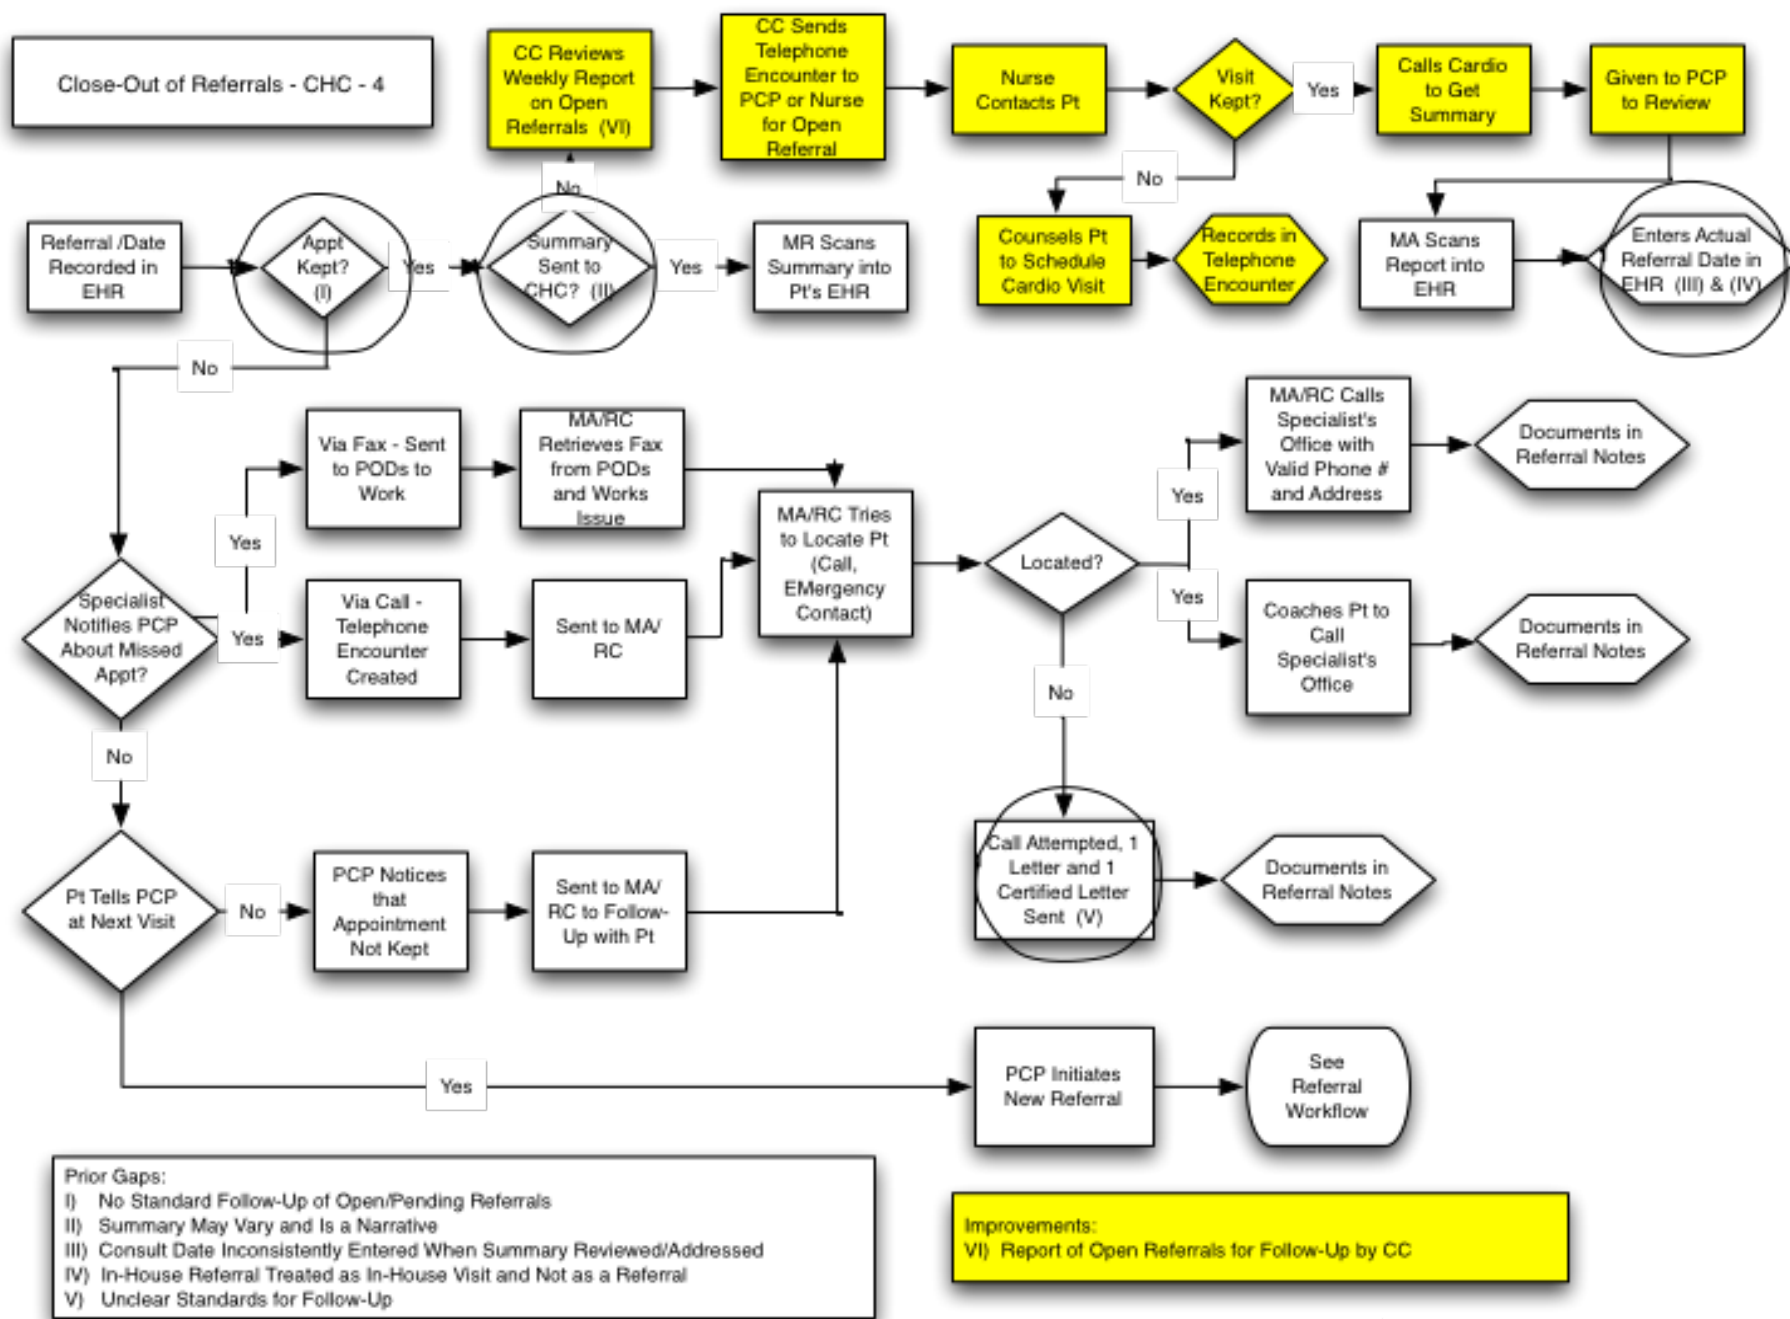 Close-Out of Referrals - CHC - 4
CC Reviews
Weekly Report
on Open
Referrals  (VI)
CC Sends
Telephone
Encounter to
PCP or Nurse
for Open
Referral
Nurse
Contacts Pt
Visit
Kept?
Yes
Calls Cardio
to Get
Summary
Given to PCP
to Review
No
No
Referral /Date
Recorded in
EHR
Appt
Kept?
(I)
Yes
Summary
Sent to
CHC?  (II)
Yes
MR Scans
Summary into
Pt's EHR
Counsels Pt
to Schedule
Cardio Visit
Records in
Telephone
Encounter
MA Scans
Report into
EHR
Enters Actual
Referral Date in
EHR  (III) & (IV)
No
Via Fax - Sent
to PODs to
Work
MA/RC
Retrieves Fax
from PODs
and Works
Issue
MA/RC Calls
Specialist's
Office with
Valid Phone #
and Address
Documents in
Referral Notes
Yes
Yes
MA/RC Tries
to Locate Pt
(Call,
EMergency
Contact)
Located?
Specialist
Notifies PCP
About Missed
Appt?
Yes
Via Call -
Telephone
Encounter
Created
Sent to MA/
RC
Yes
Coaches Pt to
Call
Specialist's
Office
Documents in
Referral Notes
No
No
Pt Tells PCP
at Next Visit
No
PCP Notices
that
Appointment
Not Kept
Sent to MA/
RC to Follow-
Up with Pt
Call Attempted, 1
Letter and 1
Certified Letter
Sent  (V)
Documents in
Referral Notes
Yes
PCP Initiates
New Referral
See
Referral
Workflow
Prior Gaps:
I)    No Standard Follow-Up of Open/Pending Referrals
II)   Summary May Vary and Is a Narrative
III)  Consult Date Inconsistently Entered When Summary Reviewed/Addressed
IV)  In-House Referral Treated as In-House Visit and Not as a Referral
V)   Unclear Standards for Follow-Up
Improvements:
VI)  Report of Open Referrals for Follow-Up by CC